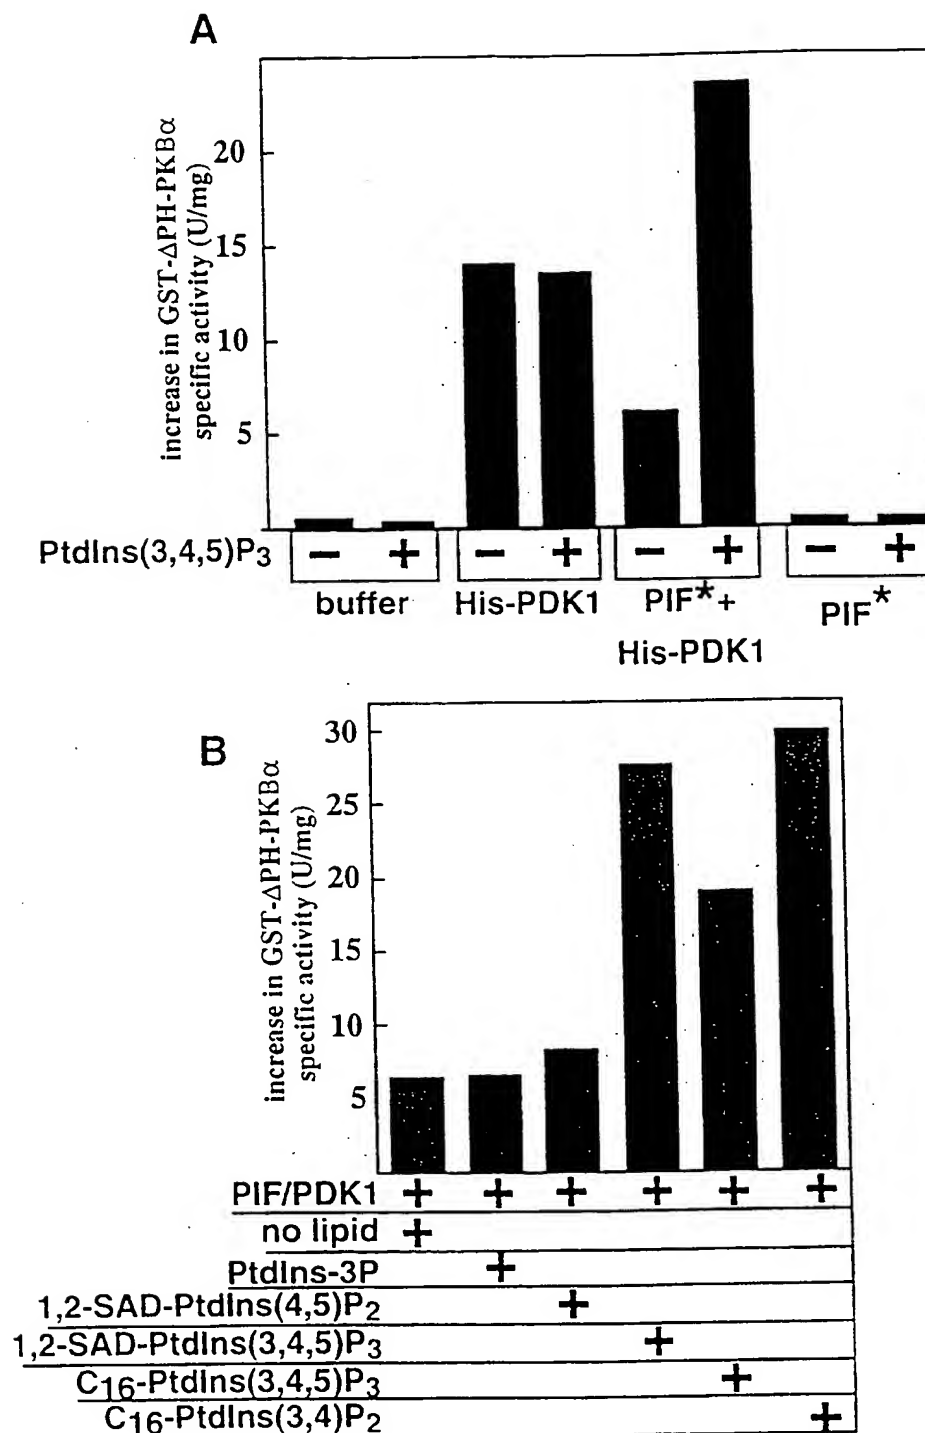 A
increase in GST-ΔPH-PKBα
specific activity (U/mg)
20
15
10
5
PtdIns(3,4,5)P3
− + − + − + − +
buffer His-PDK1 PIF*+ PIF*
His-PDK1
B
increase in GST-ΔPH-PKBα
specific activity (U/mg)
30
25
20
15
10
5
PIF/PDK1 + + + + + +
no lipid +
PtdIns-3P +
1,2-SAD-PtdIns(4,5)P2 +
1,2-SAD-PtdIns(3,4,5)P3 +
C16-PtdIns(3,4,5)P3 +
C16-PtdIns(3,4)P2 +